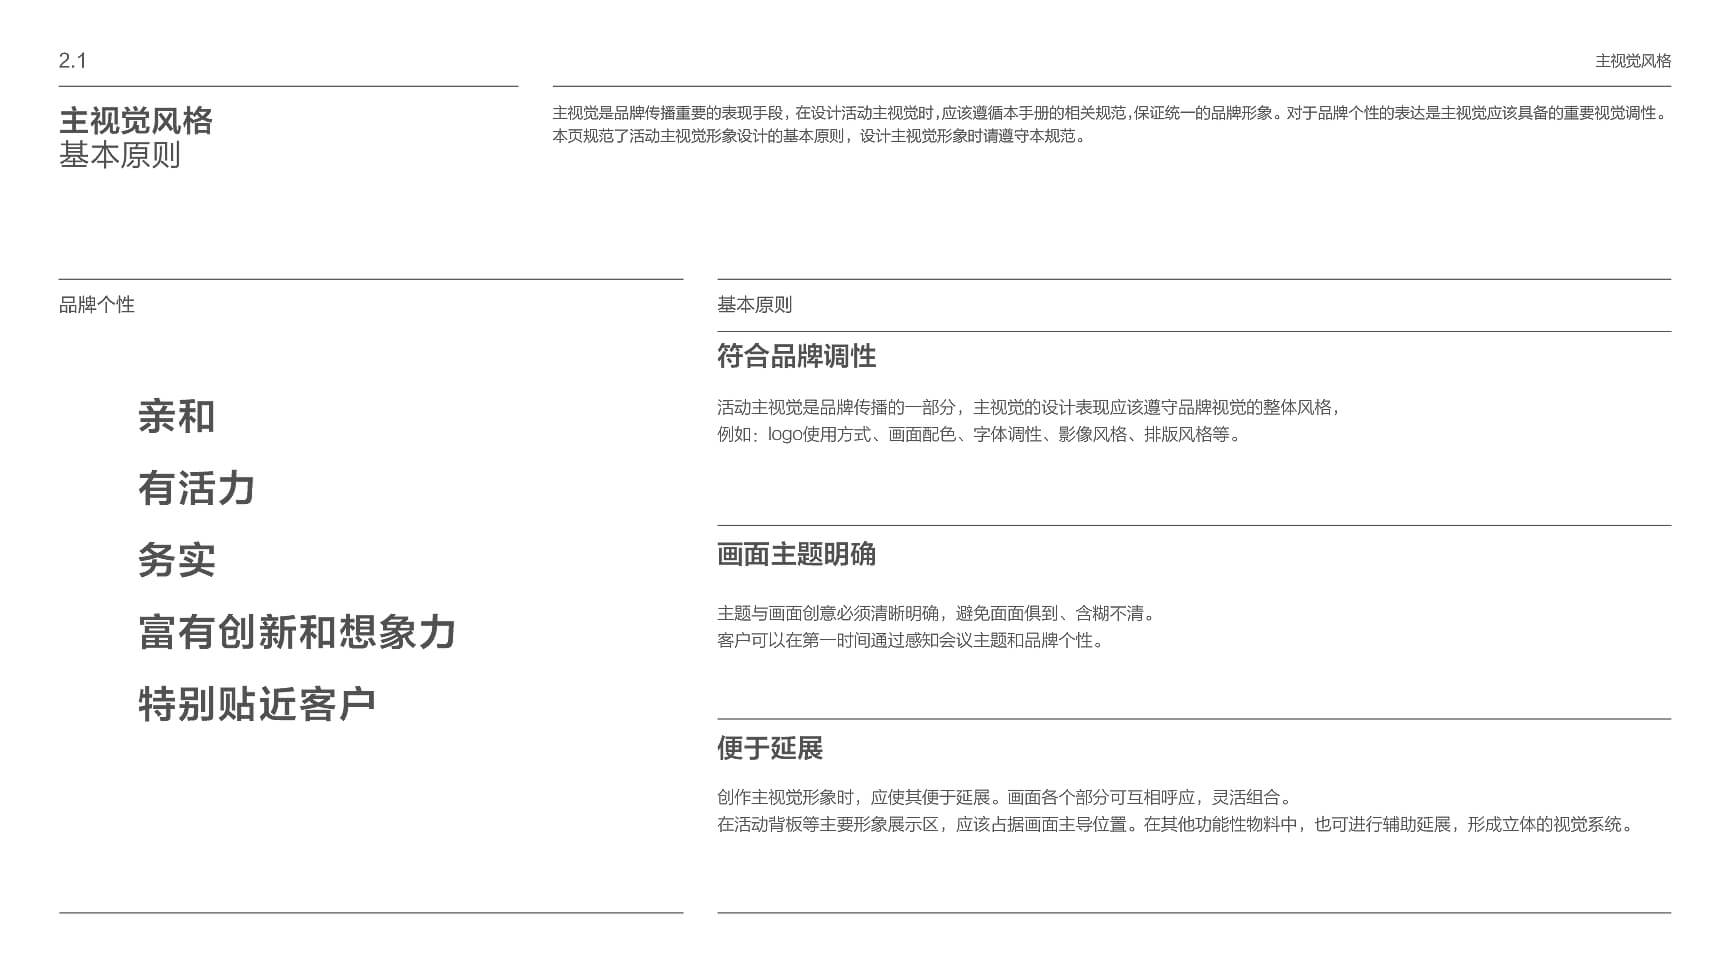 2.1
主视觉风格
主视觉风格
基本原则
主视觉是品牌传播重要的表现手段，在设计活动主视觉时,应该遵循本手册的相关规范,保证统一的品牌形象。对于品牌个性的表达是主视觉应该具备的重要视觉调性。
本页规范了活动主视觉形象设计的基本原则，设计主视觉形象时请遵守本规范。
品牌个性
亲和
有活力
务实
富有创新和想象力
特别贴近客户
基本原则
符合品牌调性
活动主视觉是品牌传播的一部分，主视觉的设计表现应该遵守品牌视觉的整体风格，
例如：logo使用方式、画面配色、字体调性、影像风格、排版风格等。
画面主题明确
主题与画面创意必须清晰明确，避免面面俱到、含糊不清。
客户可以在第一时间通过感知会议主题和品牌个性。
便于延展
创作主视觉形象时，应使其便于延展。画面各个部分可互相呼应，灵活组合。
在活动背板等主要形象展示区，应该占据画面主导位置。在其他功能性物料中，也可进行辅助延展，形成立体的视觉系统。